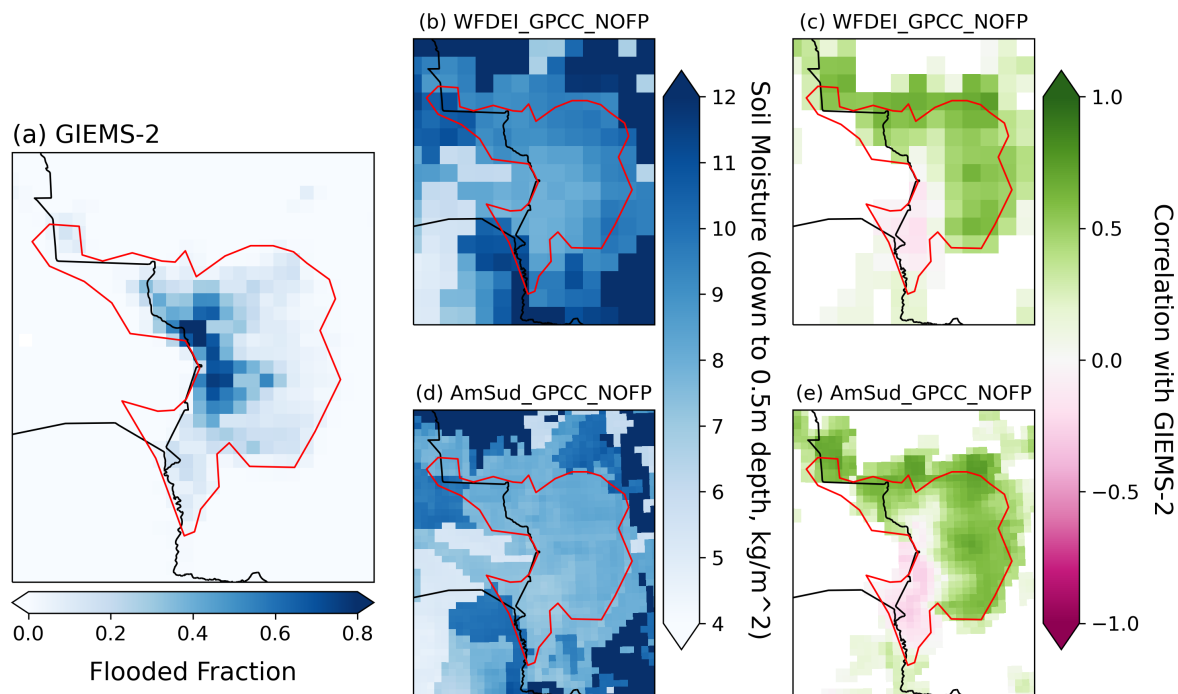 (a) GIEMS-2
0.0 0.2 0.4 0.6 0.8
Flooded Fraction
(b) WFDEI_GPCC_NOFP
(d) AmSud_GPCC_NOFP
12
11
10
9
8
7
6
5
4
Soil Moisture (down to 0.5m depth, kg/m^2)
(c) WFDEI_GPCC_NOFP
(e) AmSud_GPCC_NOFP
1.0
0.5
0.0
−0.5
−1.0
Correlation with GIEMS-2